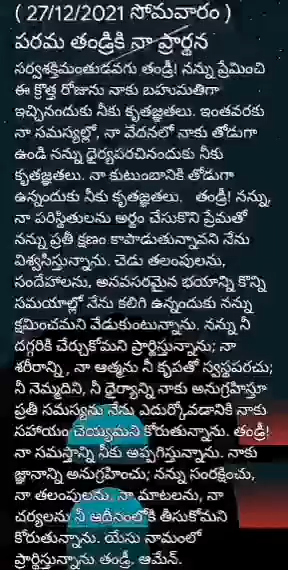 ( 27/12/2021 సోమవారం )
పరమ తండ్రికి నా ప్రార్థన
సర్వశక్తిమంతుడవగు తండ్రీ! నన్ను ప్రేమించి
ఈ క్రొత్త రోజును నాకు బహుమతిగా
ఇచ్చినందుకు నీకు కృతజ్ఞతలు. ఇంతవరకు
నా సమస్యల్లో, నా వేదనలో నాకు తోడుగా
ఉండి నన్ను ధైర్యపరచినందుకు నీకు
కృతజ్ఞతలు. నా కుటుంబానికి తోడుగా
ఉన్నందుకు నీకు కృతజ్ఞతలు. తండ్రీ! నన్ను,
నా పరిస్థితులను అర్థం చేసుకొని ప్రేమతో
నన్ను ప్రతీ క్షణం కాపాడుతున్నావని నేను
విశ్వసిస్తున్నాను. చెడు తలంపులను,
సందేహాలను, అనవసరమైన భయాన్ని కొన్ని
సమయాల్లో నేను కలిగి ఉన్నందుకు నన్ను
క్షమించమని వేడుకుంటున్నాను. నన్ను నీ
దగ్గరికి చేర్చుకోమని ప్రార్థిస్తున్నాను; నా
శరీరాన్ని , నా ఆత్మను నీ కృపతో స్వస్థపరచు;
నీ నెమ్మదిని, నీ ధైర్యాన్ని నాకు అనుగ్రహిస్తూ
ప్రతీ సమస్యను నేను ఎదుర్కోవడానికి నాకు
సహాయం చెయ్యమని కోరుతున్నాను. తండ్రీ!
నా సమస్తాన్ని నీకు అప్పగిస్తున్నాను. నాకు
జ్ఞానాన్ని అనుగ్రహించు; నన్ను సంరక్షించు,
నా తలంపులను, నా మాటలను, నా
చర్యలను నీ ఆధీనంలోకి తీసుకోమని
కోరుతున్నాను. యేసు నామంలో
ప్రార్థిస్తున్నాను తండ్రీ, ఆమేన్.